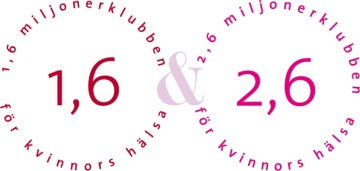 1,6 miljonerklubben
1,6
för kvinnors hälsa
&
2,6 miljonerklubben
2,6
för kvinnors hälsa